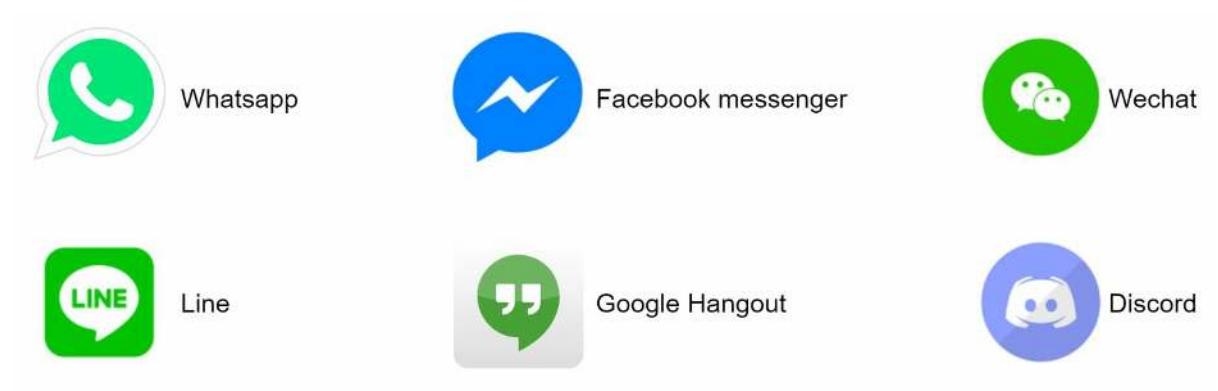 Whatsapp
Facebook messenger
Wechat
LINE
Line
Google Hangout
Discord